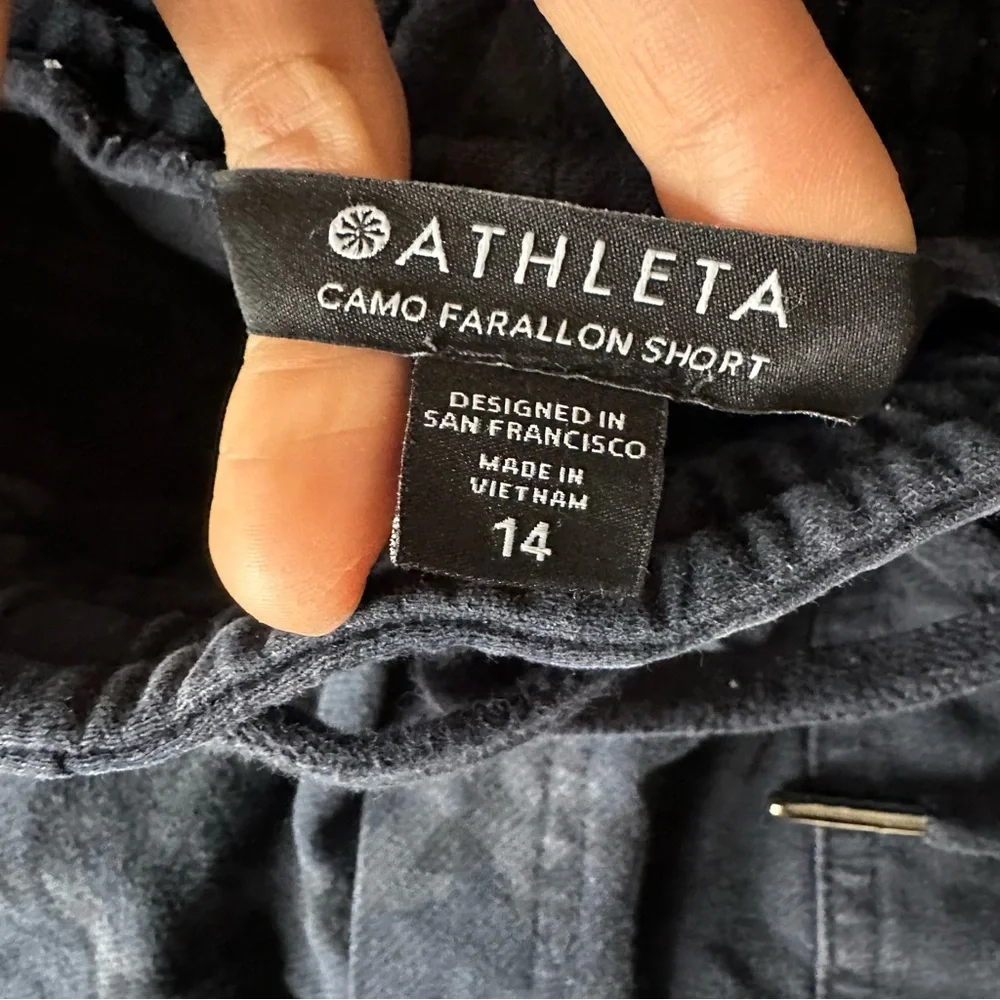 ATHLETA
CAMO FARALLON SHORT
DESIGNED IN
SAN FRANCISCO
MADE IN
VIETNAM
14